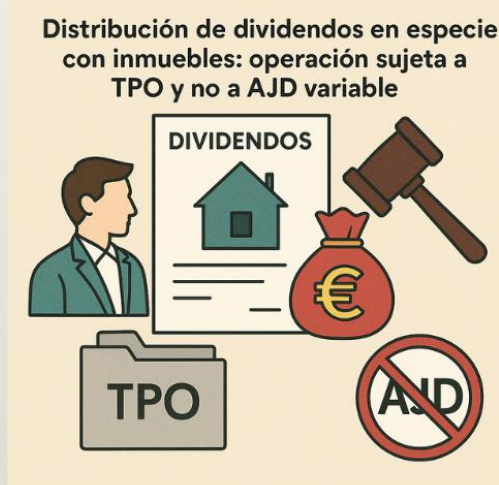 Distribución de dividendos en especie
con inmuebles: operación sujeta a
TPO y no a AJD variable
DIVIDENDOS
€
TPO
AJD